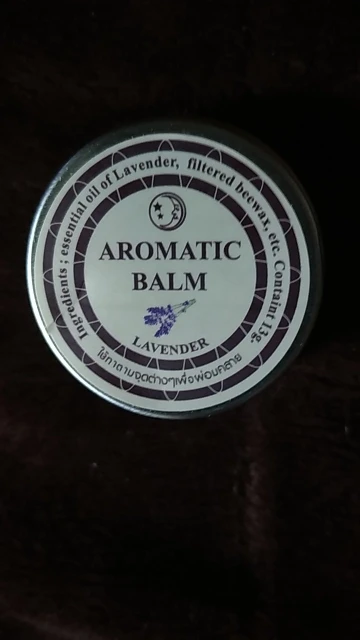 Ingredients ; essential oil of Lavender, filtered beewax, etc. Containt 13g.
AROMATIC
BALM
LAVENDER
ใช้ทาตามจุดต่างๆเพื่อผ่อนคลาย